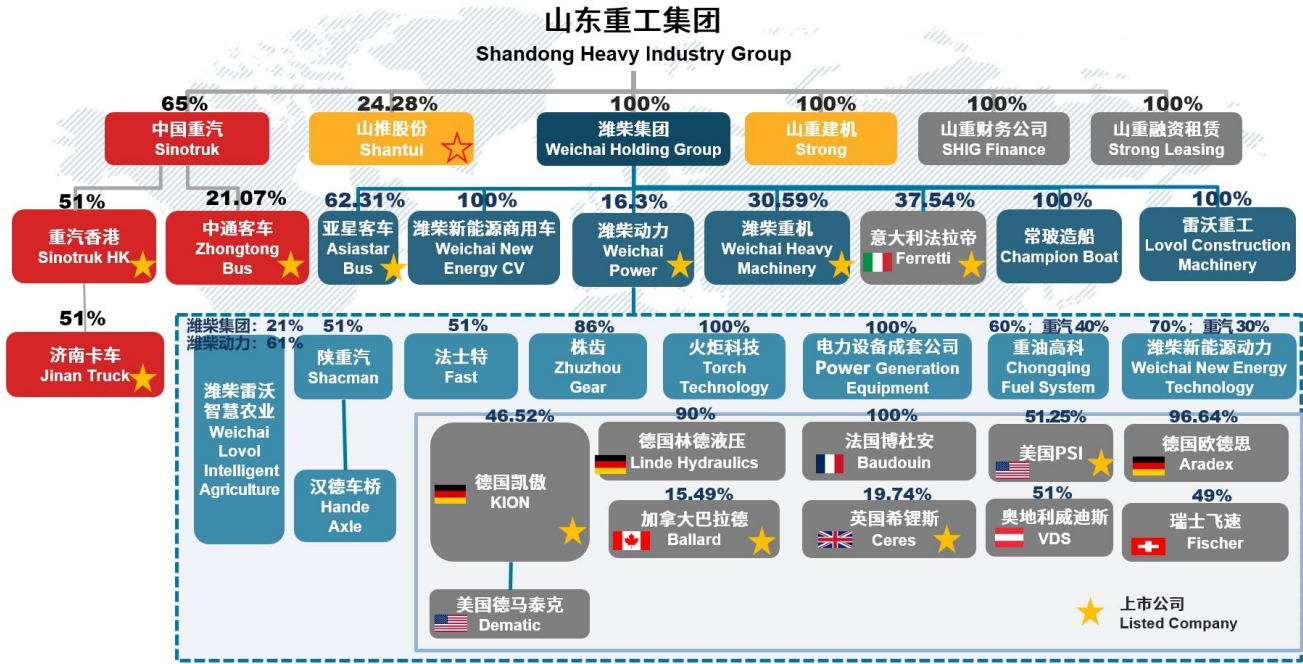 山东重工集团
Shandong Heavy Industry Group
65%
24.28%
100%
100%
100%
100%
中国重汽
Sinotruk
山推股份
Shantui
潍柴集团
Weichai Holding Group
山重建机
Strong
山重财务公司
SHIG Finance
山重融资租赁
Strong Leasing
51%
21.07%
62.31%
100%
16.3%
30.59%
37.54%
100%
100%
重汽香港
Sinotruk HK
中通客车
Zhongtong
Bus
亚星客车
Asiastar
Bus
潍柴新能源商用车
Weichai New
Energy CV
潍柴动力
Weichai
Power
潍柴重机
Weichai Heavy
Machinery
意大利法拉帝
Ferretti
常玻造船
Champion Boat
雷沃重工
Lovol Construction
Machinery
51%
济南卡车
Jinan Truck
潍柴集团：21%
潍柴动力：61%
51%
51%
86%
100%
100%
60%；重汽40%
70%；重汽30%
潍柴雷沃
智慧农业
Weichai
Lovol
Intelligent
Agriculture
陕重汽
Shacman
法士特
Fast
株齿
Zhuzhou
Gear
火炬科技
Torch
Technology
电力设备成套公司
Power Generation
Equipment
重油高科
Chongqing
Fuel System
潍柴新能源动力
Weichai New Energy
Technology
汉德车桥
Hande
Axle
46.52%
90%
100%
51.25%
96.64%
德国凯傲
KION
德国林德液压
Linde Hydraulics
法国博杜安
Baudouin
美国PSI
德国欧德思
Aradex
15.49%
19.74%
51%
49%
加拿大巴拉德
Ballard
英国希锂斯
Ceres
奥地利威迪斯
VDS
瑞士飞速
Fischer
美国德马泰克
Dematic
上市公司
Listed Company